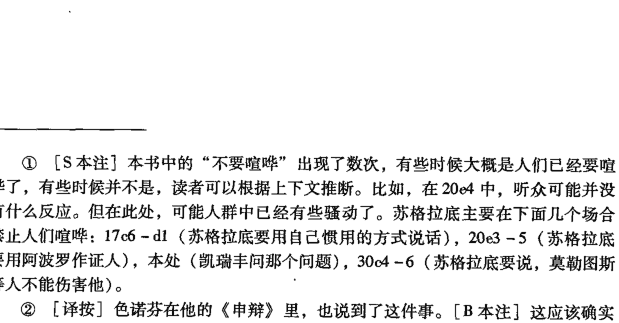 ① ［S本注］本书中的“不要喧哗”出现了数次，有些时候大概是人们已经要喧
哗了，有些时候并不是，读者可以根据上下文推断。比如，在20e4中，听众可能并没
有什么反应。但在此处，可能人群中已经有些骚动了。苏格拉底主要在下面几个场合
禁止人们喧哗：17c6－d1（苏格拉底要用自己惯用的方式说话），20e3－5（苏格拉底
要用阿波罗作证人），本处（凯瑞丰问那个问题），30c4－6（苏格拉底要说，莫勒图斯
等人不能伤害他）。
② ［译按］色诺芬在他的《申辩》里，也说到了这件事。［B本注］这应该确实